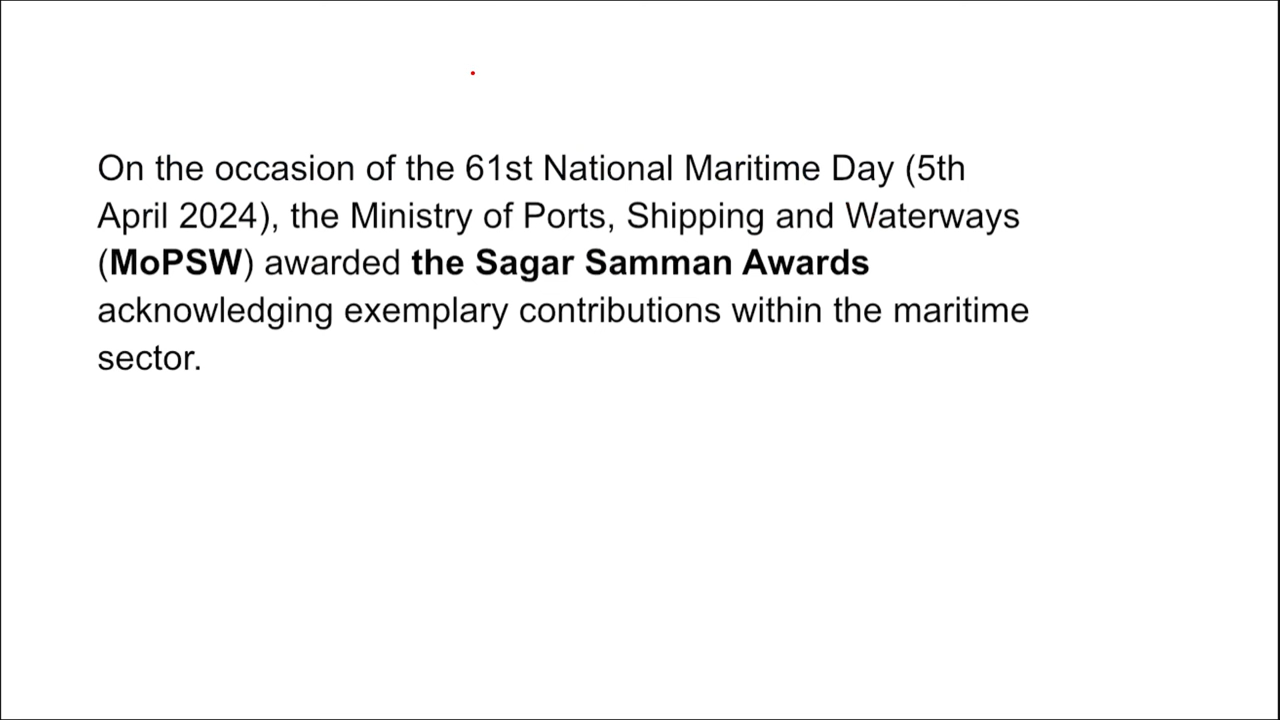 On the occasion of the 61st National Maritime Day (5th
April 2024), the Ministry of Ports, Shipping and Waterways
(MoPSW) awarded the Sagar Samman Awards
acknowledging exemplary contributions within the maritime
sector.